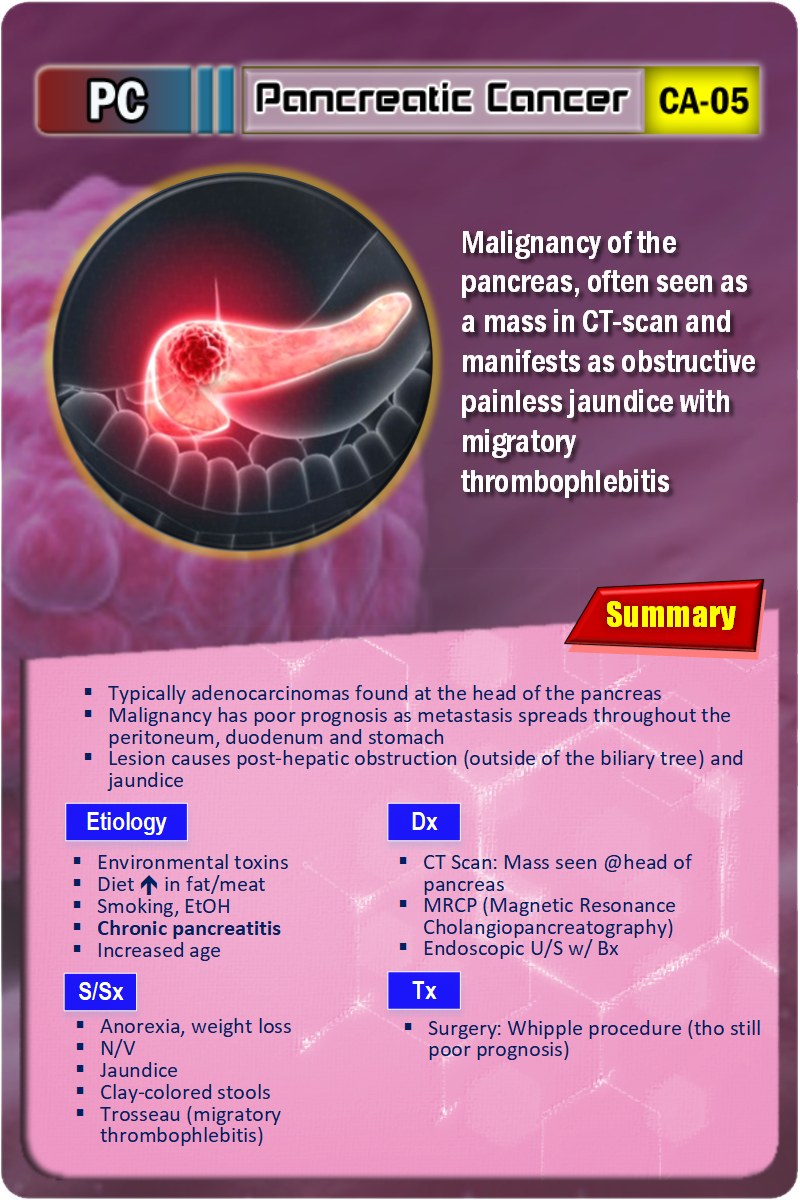 PC
Pancreatic Cancer
CA-05
Malignancy of the
pancreas, often seen as
a mass in CT-scan and
manifests as obstructive
painless jaundice with
migratory
thrombophlebitis
Summary
▪ Typically adenocarcinomas found at the head of the pancreas
▪ Malignancy has poor prognosis as metastasis spreads throughout the
peritoneum, duodenum and stomach
▪ Lesion causes post-hepatic obstruction (outside of the biliary tree) and
jaundice
Etiology
▪ Environmental toxins
▪ Diet 🡹 in fat/meat
▪ Smoking, EtOH
▪ Chronic pancreatitis
▪ Increased age
S/Sx
▪ Anorexia, weight loss
▪ N/V
▪ Jaundice
▪ Clay-colored stools
▪ Trosseau (migratory
thrombophlebitis)
Dx
▪ CT Scan: Mass seen @head of
pancreas
▪ MRCP (Magnetic Resonance
Cholangiopancreatography)
▪ Endoscopic U/S w/ Bx
Tx
▪ Surgery: Whipple procedure (tho still
poor prognosis)